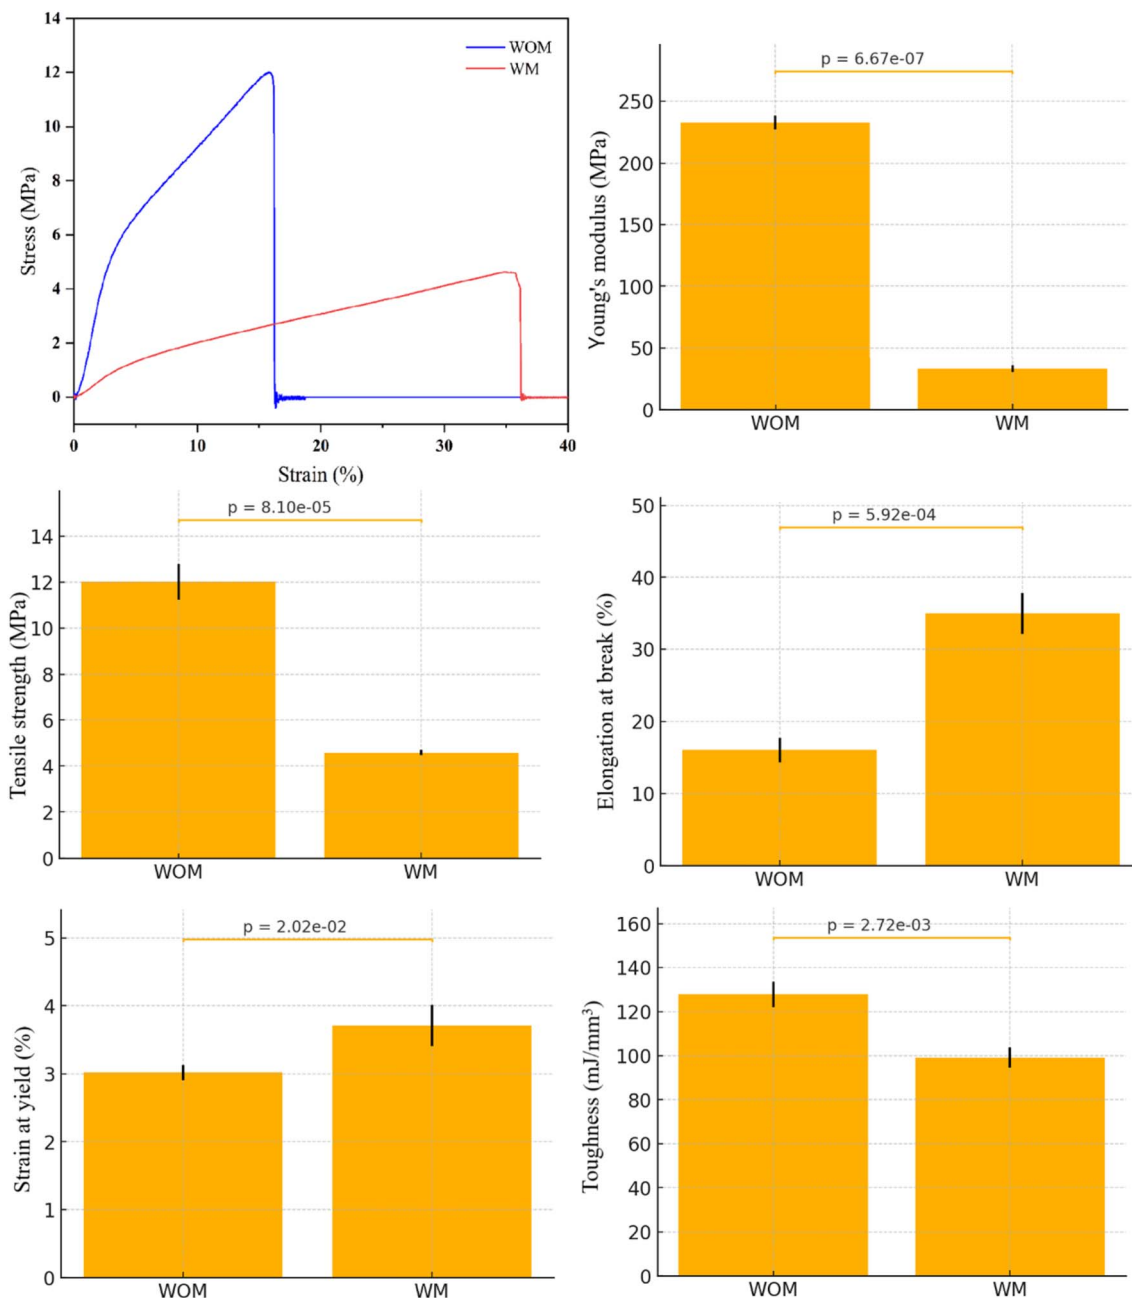 14
12
10
8
6
4
2
0
Stress (MPa)
WOM
WM
0 10 20 30 40
Strain (%)
p = 6.67e-07
250
200
150
100
50
0
Young's modulus (MPa)
WOM WM
p = 8.10e-05
14
12
10
8
6
4
2
0
Tensile strength (MPa)
WOM WM
p = 5.92e-04
50
40
30
20
10
0
Elongation at break (%)
WOM WM
p = 2.02e-02
5
4
3
2
1
0
Strain at yield (%)
WOM WM
p = 2.72e-03
160
140
120
100
80
60
40
20
0
Toughness (mJ/mm³)
WOM WM